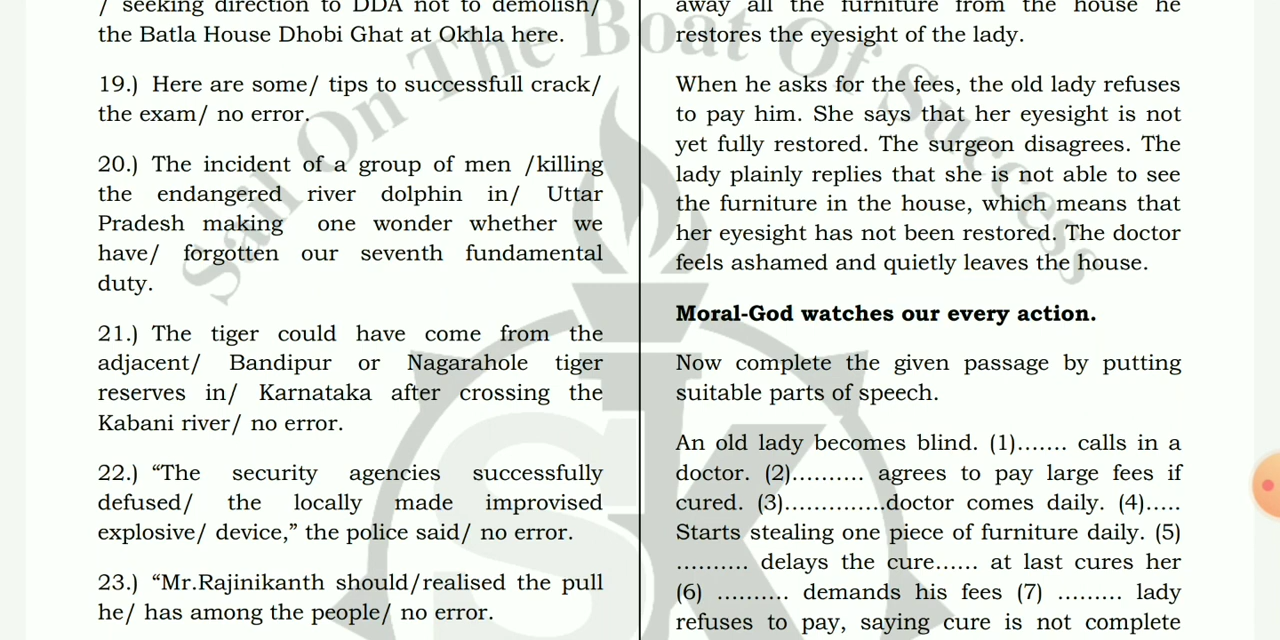 / seeking direction to DDA not to demolish/
the Batla House Dhobi Ghat at Okhla here.
19.) Here are some/ tips to successfull crack/
the exam/ no error.
20.) The incident of a group of men /killing
the endangered river dolphin in/ Uttar
Pradesh making one wonder whether we
have/ forgotten our seventh fundamental
duty.
21.) The tiger could have come from the
adjacent/ Bandipur or Nagarahole tiger
reserves in/ Karnataka after crossing the
Kabani river/ no error.
22.) “The security agencies successfully
defused/ the locally made improvised
explosive/ device,” the police said/ no error.
23.) “Mr.Rajinikanth should/realised the pull
he/ has among the people/ no error.
away all the furniture from the house he
restores the eyesight of the lady.
When he asks for the fees, the old lady refuses
to pay him. She says that her eyesight is not
yet fully restored. The surgeon disagrees. The
lady plainly replies that she is not able to see
the furniture in the house, which means that
her eyesight has not been restored. The doctor
feels ashamed and quietly leaves the house.
Moral-God watches our every action.
Now complete the given passage by putting
suitable parts of speech.
An old lady becomes blind. (1)....... calls in a
doctor. (2).......... agrees to pay large fees if
cured. (3)..............doctor comes daily. (4).....
Starts stealing one piece of furniture daily. (5)
.......... delays the cure...... at last cures her
(6) .......... demands his fees (7) ......... lady
refuses to pay, saying cure is not complete
Sail On The Boat Of Success
SK